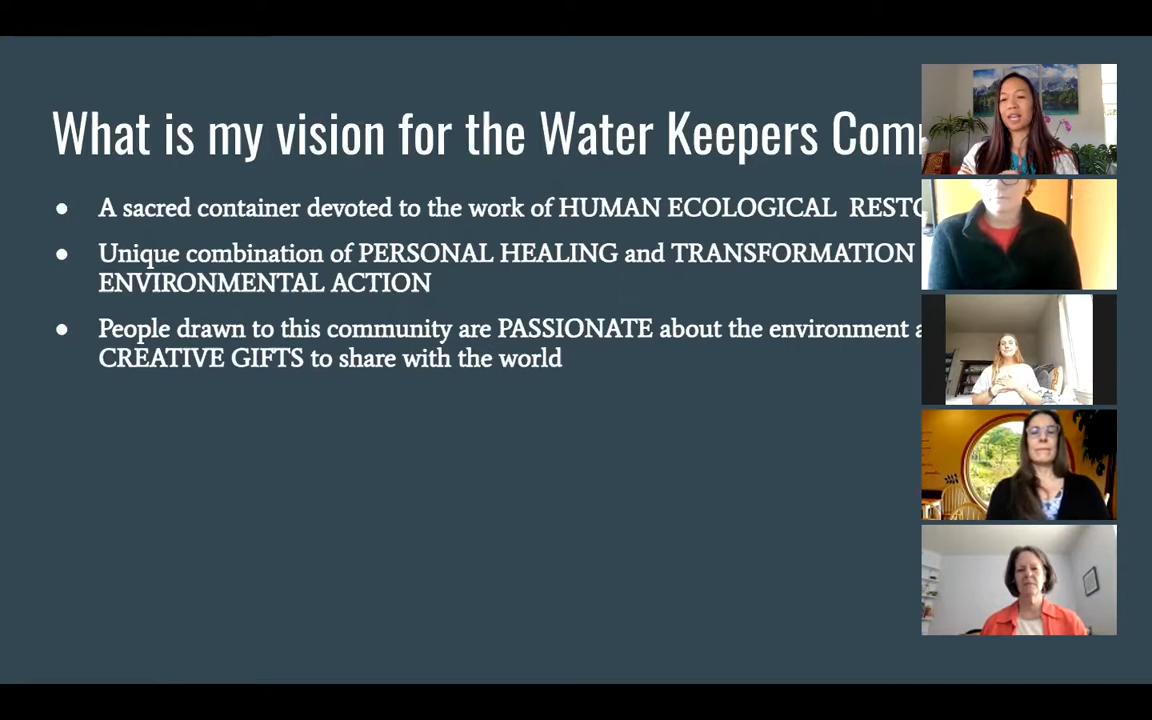 What is my vision for the Water Keepers
● A sacred container devoted to the work of HUMAN ECOLOGICAL
● Unique combination of PERSONAL HEALING and TRANSFORMATION
ENVIRONMENTAL ACTION
● People drawn to this community are PASSIONATE about the environment
CREATIVE GIFTS to share with the world